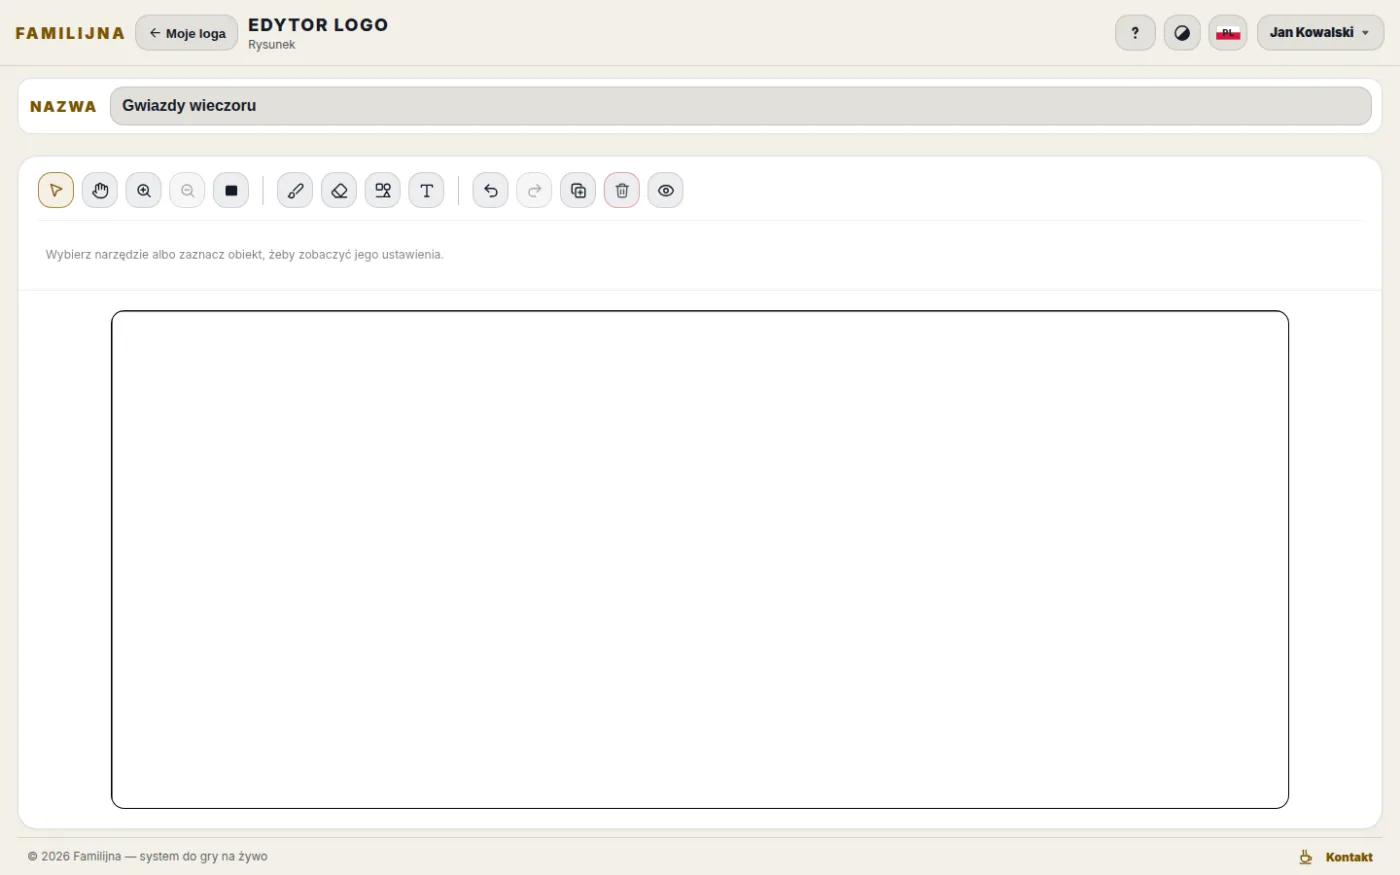 FAMILIJNA
← Moje loga
EDYTOR LOGO
Rysunek
?
PL
Jan Kowalski
NAZWA
Gwiazdy wieczoru
Wybierz narzędzie albo zaznacz obiekt, żeby zobaczyć jego ustawienia.
© 2026 Familijna — system do gry na żywo
Kontakt